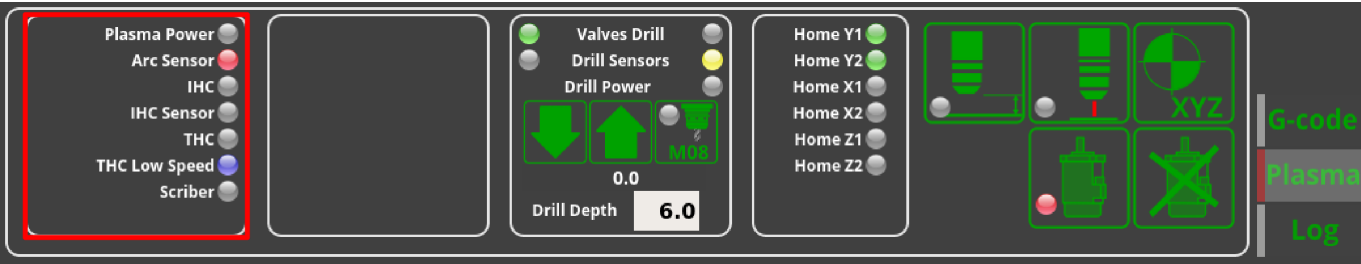 Plasma Power
Arc Sensor
IHC
IHC Sensor
THC
THC Low Speed
Scriber
Valves Drill
Drill Sensors
Drill Power
M08
0.0
Drill Depth 6.0
Home Y1
Home Y2
Home X1
Home X2
Home Z1
Home Z2
XYZ
G-code
Plasma
Log